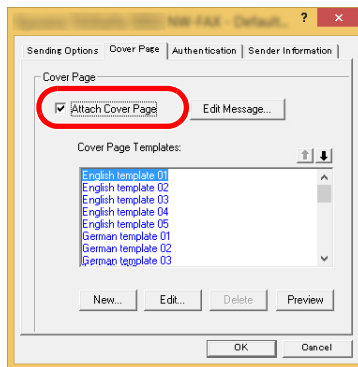 NW-FAX - Default...
Sending Options Cover Page Authentication Sender Information
Cover Page
Attach Cover Page Edit Message...
Cover Page Templates:
English template 01
English template 02
English template 03
English template 04
English template 05
German template 01
German template 02
German template 03
New... Edit... Delete Preview
OK Cancel